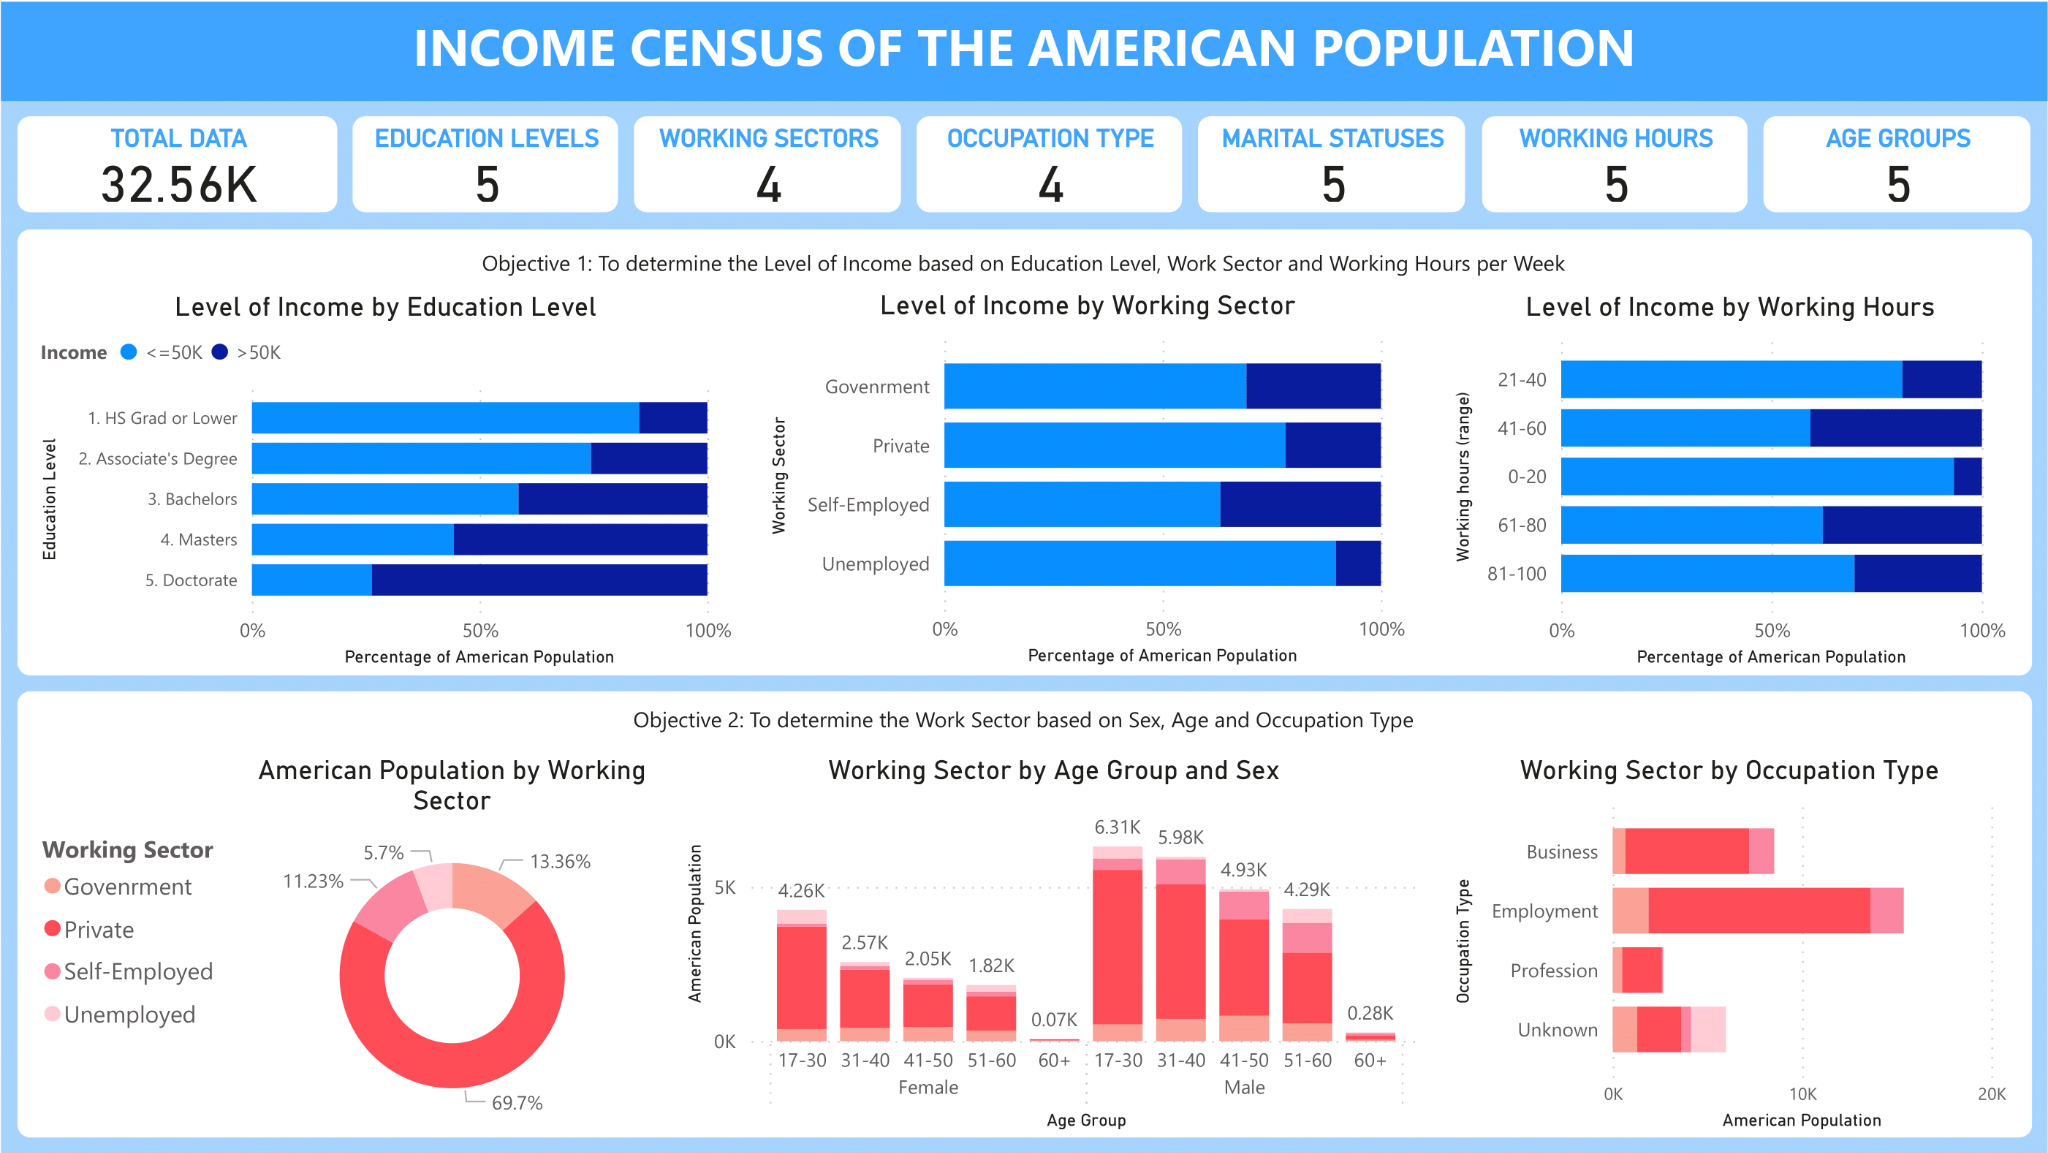 INCOME CENSUS OF THE AMERICAN POPULATION
TOTAL DATA
32.56K
EDUCATION LEVELS
5
WORKING SECTORS
4
OCCUPATION TYPE
4
MARITAL STATUSES
5
WORKING HOURS
5
AGE GROUPS
5
Objective 1: To determine the Level of Income based on Education Level, Work Sector and Working Hours per Week
Level of Income by Education Level
Income <=50K >50K
Education Level
1. HS Grad or Lower
2. Associate's Degree
3. Bachelors
4. Masters
5. Doctorate
0% 50% 100%
Percentage of American Population
Level of Income by Working Sector
Working Sector
Govenrment
Private
Self-Employed
Unemployed
0% 50% 100%
Percentage of American Population
Level of Income by Working Hours
Working hours (range)
21-40
41-60
0-20
61-80
81-100
0% 50% 100%
Percentage of American Population
Objective 2: To determine the Work Sector based on Sex, Age and Occupation Type
American Population by Working
Sector
Working Sector
Govenrment
Private
Self-Employed
Unemployed
5.7%
13.36%
11.23%
69.7%
Working Sector by Age Group and Sex
American Population
5K
0K
4.26K
2.57K
2.05K
1.82K
0.07K
6.31K
5.98K
4.93K
4.29K
0.28K
17-30 31-40 41-50 51-60 60+ 17-30 31-40 41-50 51-60 60+
Female Male
Age Group
Working Sector by Occupation Type
Occupation Type
Business
Employment
Profession
Unknown
0K 10K 20K
American Population